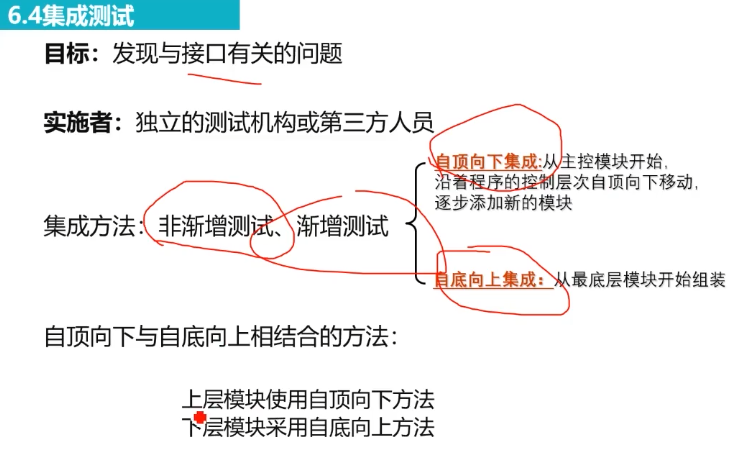 6.4集成测试
目标：发现与接口有关的问题
实施者：独立的测试机构或第三方人员
集成方法：非渐增测试、渐增测试
自顶向下集成:从主控模块开始，
沿着程序的控制层次自顶向下移动，
逐步添加新的模块
自底向上集成：从最底层模块开始组装
自顶向下与自底向上相结合的方法：
上层模块使用自顶向下方法
下层模块采用自底向上方法